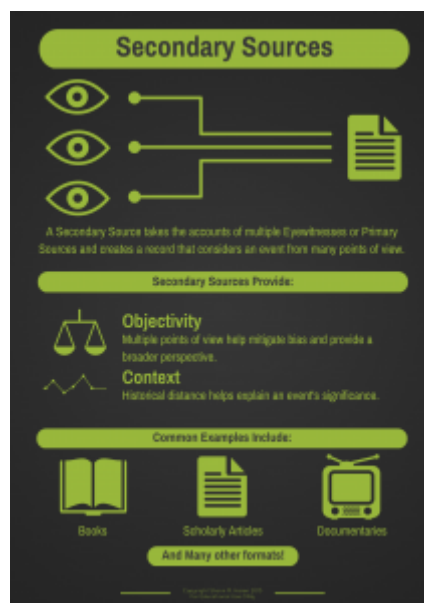 Secondary Sources
A Secondary Source takes the accounts of multiple Eyewitnesses or Primary
Sources and creates a record that considers an event from many points of view.
Secondary Sources Provide:
Objectivity
Multiple points of view help mitigate bias and provide a
broader perspective.
Context
Historical distance helps explain an event's significance.
Common Examples Include:
Books
Scholarly Articles
Documentaries
And Many other formats!